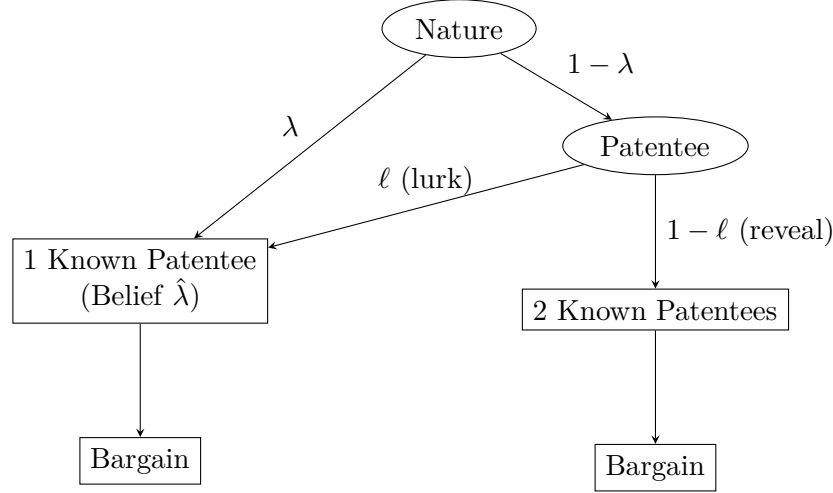 Nature
1 − λ
λ
Patentee
ℓ (lurk)
1 − ℓ (reveal)
1 Known Patentee
(Belief λ̂)
2 Known Patentees
Bargain
Bargain